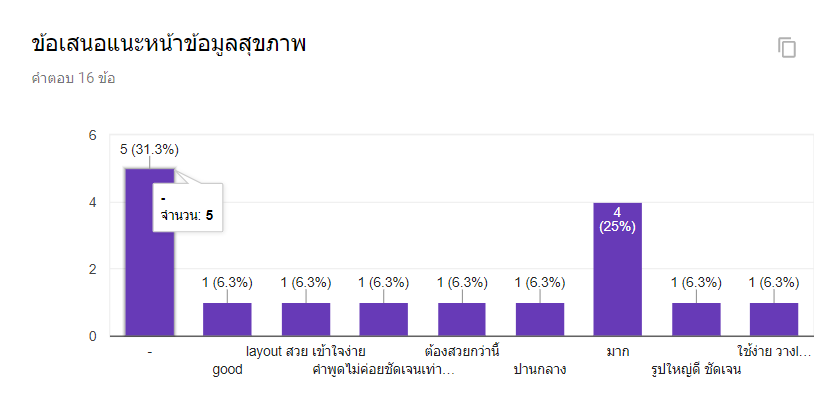 ข้อเสนอแนะหน้าข้อมูลสุขภาพ
คำตอบ 16 ข้อ
6
4
2
0
5 (31.3%)
-
จำนวน: 5
1 (6.3%)
1 (6.3%)
1 (6.3%)
1 (6.3%)
1 (6.3%)
4
(25%)
1 (6.3%)
1 (6.3%)
-
good
layout สวย เข้าใจง่าย
คำพูดไม่ค่อยชัดเจนเท่า…
ต้องสวยกว่านี้
ปานกลาง
มาก
รูปใหญ่ดี ชัดเจน
ใช้ง่าย วางl…